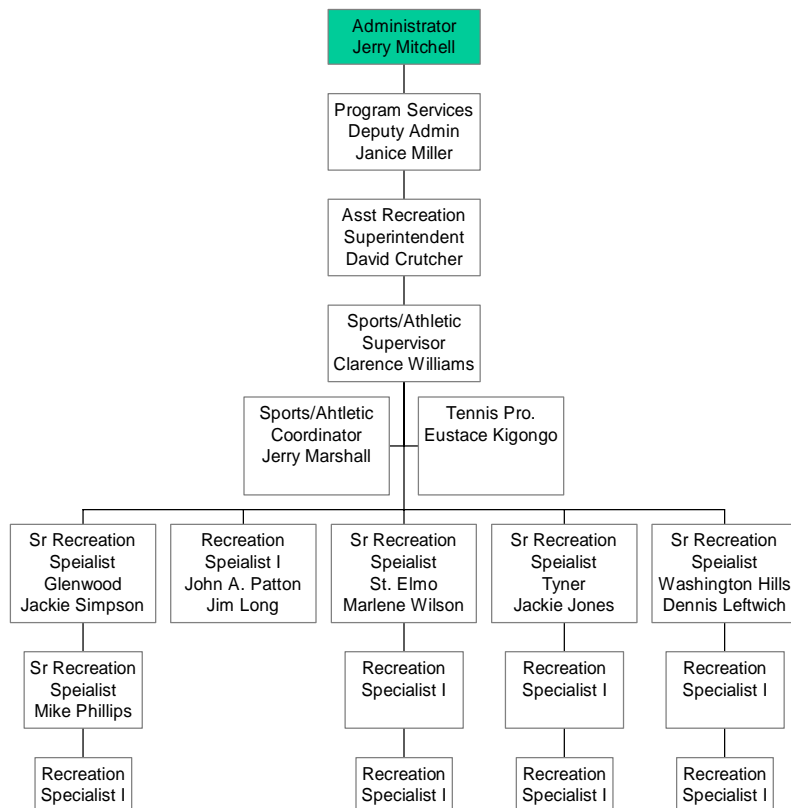 Administrator
Jerry Mitchell
Program Services
Deputy Admin
Janice Miller
Asst Recreation
Superintendent
David Crutcher
Sports/Athletic
Supervisor
Clarence Williams
Sports/Ahtletic
Coordinator
Jerry Marshall
Tennis Pro.
Eustace Kigongo
Sr Recreation
Speialist
Glenwood
Jackie Simpson
Recreation
Speialist I
John A. Patton
Jim Long
Sr Recreation
Speialist
St. Elmo
Marlene Wilson
Sr Recreation
Speialist
Tyner
Jackie Jones
Sr Recreation
Speialist
Washington Hills
Dennis Leftwich
Sr Recreation
Speialist
Mike Phillips
Recreation
Specialist I
Recreation
Specialist I
Recreation
Specialist I
Recreation
Specialist I
Recreation
Specialist I
Recreation
Specialist I
Recreation
Specialist I